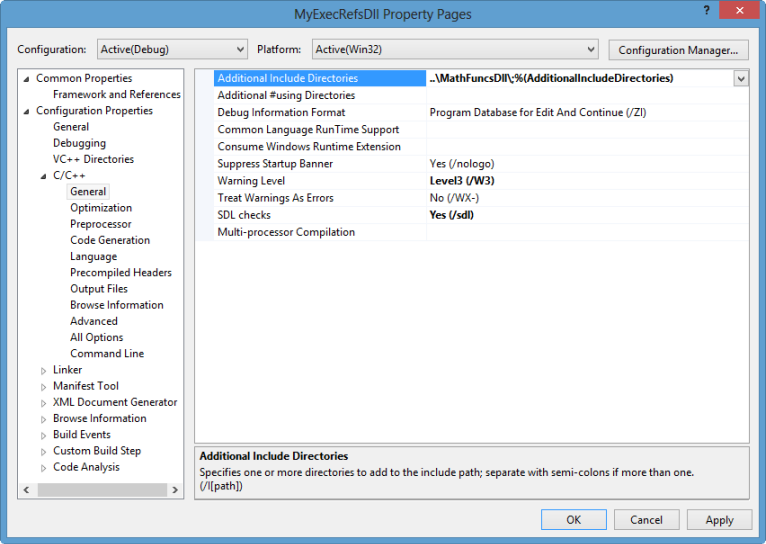 MyExecRefsDll Property Pages
Configuration: Active(Debug) Platform: Active(Win32) Configuration Manager...
Common Properties
Framework and References
Configuration Properties
General
Debugging
VC++ Directories
C/C++
General
Optimization
Preprocessor
Code Generation
Language
Precompiled Headers
Output Files
Browse Information
Advanced
All Options
Command Line
Linker
Manifest Tool
XML Document Generator
Browse Information
Build Events
Custom Build Step
Code Analysis
Additional Include Directories ..\MathFuncsDll\;%(AdditionalIncludeDirectories)
Additional #using Directories
Debug Information Format Program Database for Edit And Continue (/ZI)
Common Language RunTime Support
Consume Windows Runtime Extension
Suppress Startup Banner Yes (/nologo)
Warning Level Level3 (/W3)
Treat Warnings As Errors No (/WX-)
SDL checks Yes (/sdl)
Multi-processor Compilation
Additional Include Directories
Specifies one or more directories to add to the include path; separate with semi-colons if more than one.
(/I[path])
OK Cancel Apply